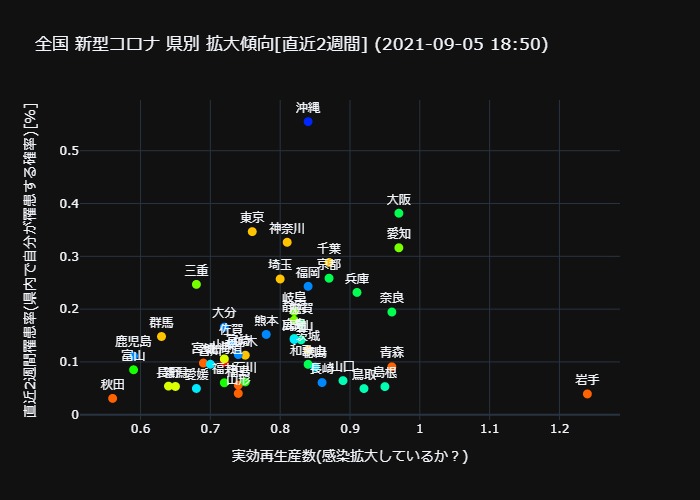 全国 新型コロナ 県別 拡大傾向[直近2週間] (2021-09-05 18:50)
直近2週間罹患率(県内で自分が罹患する確率)[%]
沖縄
0.5
大阪
0.4
東京
神奈川
愛知
千葉
0.3
京都
埼玉
福岡
三重
兵庫
奈良
岐阜
0.2
大分
熊本
群馬
佐賀
鹿児島
富山
青森
0.1
石川
山口
長崎
鳥取
島根
愛媛
福井
山形
秋田
岩手
0
0.6
0.7
0.8
0.9
1
1.1
1.2
実効再生産数(感染拡大しているか？)